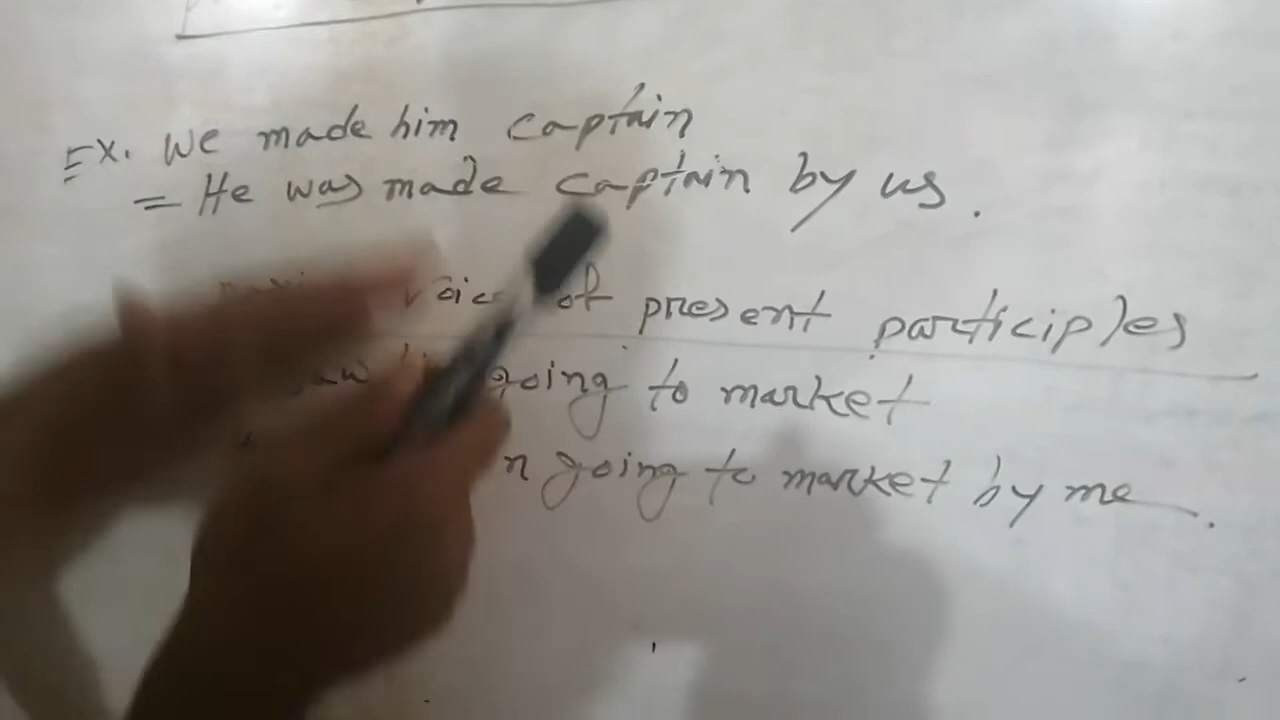 Ex. We made him captain
= He was made captain by us.
voice of present participles
going to market
going to market by me.